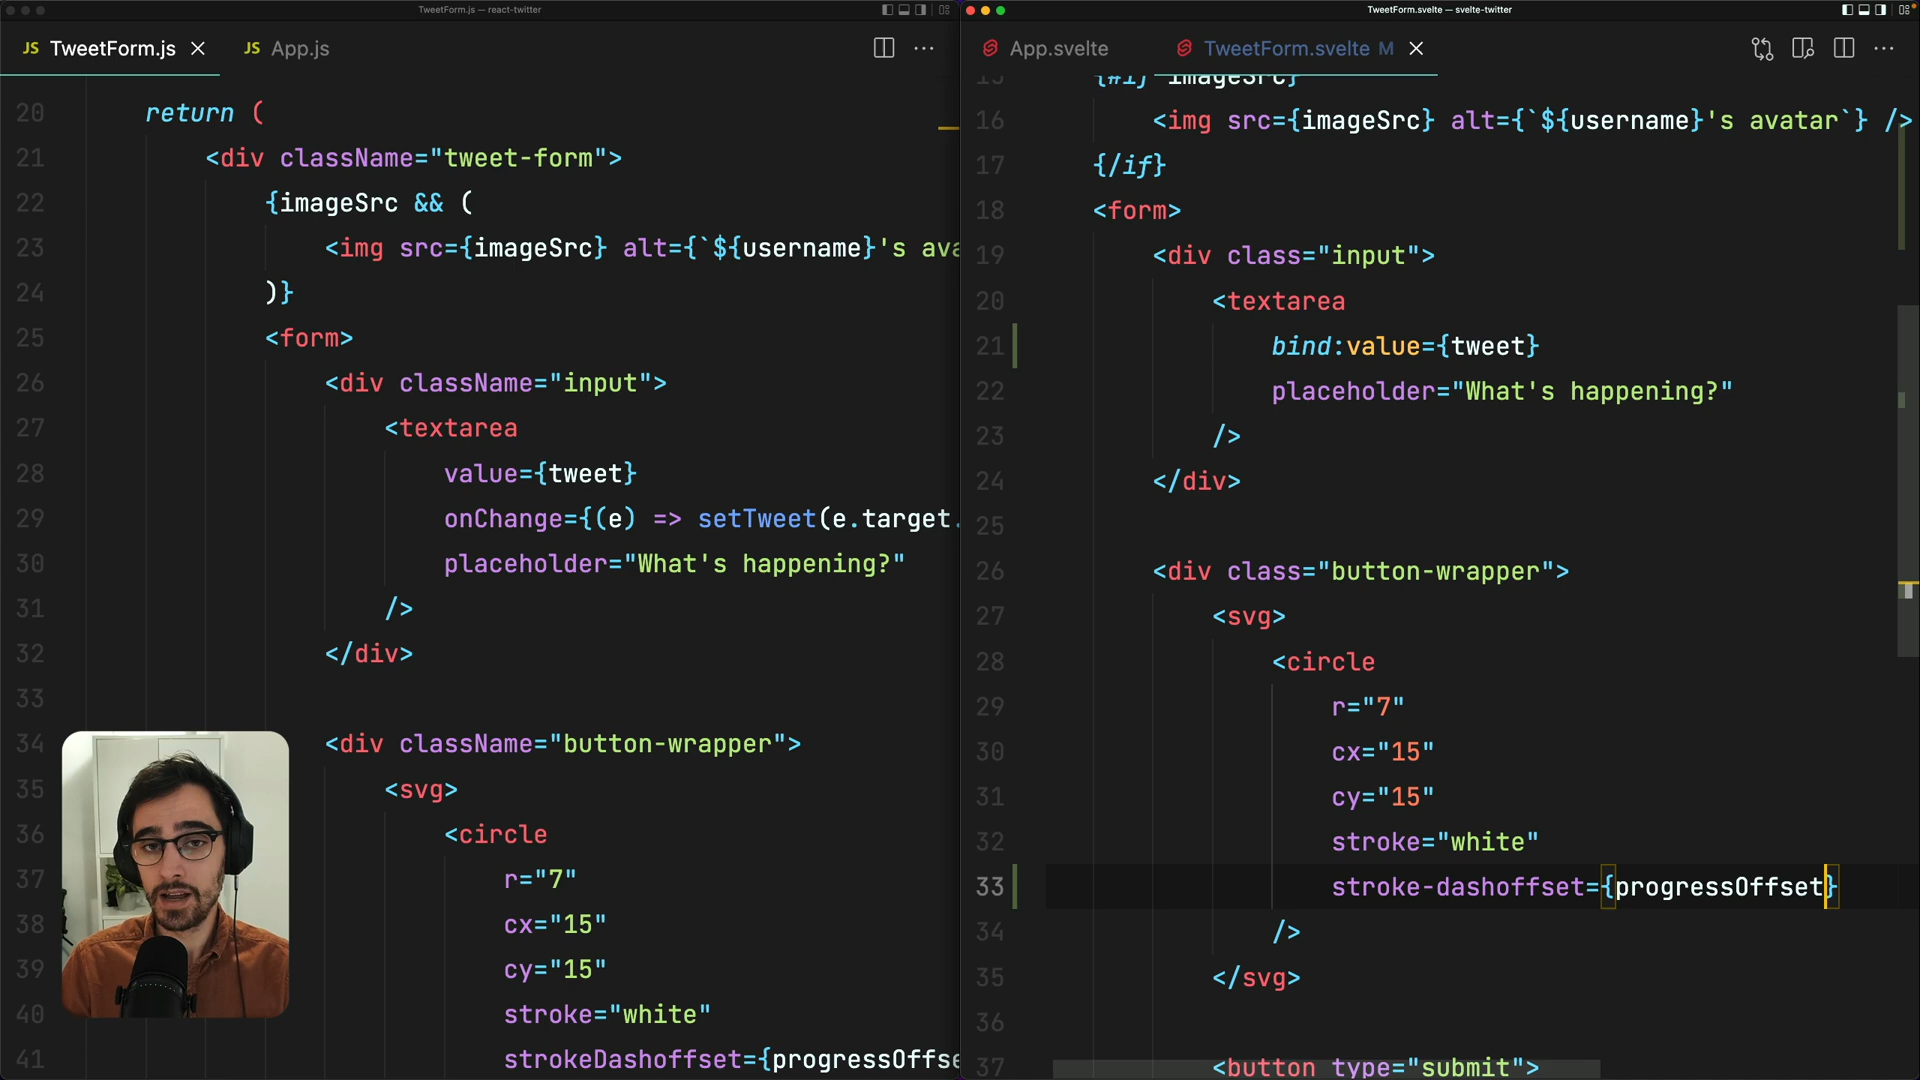 TweetForm.js — react-twitter
JS TweetForm.js
JS App.js
20 return (
21 <div className="tweet-form">
22 {imageSrc && (
23 <img src={imageSrc} alt={`${username}'s ava
24 )}
25 <form>
26 <div className="input">
27 <textarea
28 value={tweet}
29 onChange={(e) => setTweet(e.target.
30 placeholder="What's happening?"
31 />
32 </div>
33
34 <div className="button-wrapper">
35 <svg>
36 <circle
37 r="7"
38 cx="15"
39 cy="15"
40 stroke="white"
41 strokeDashoffset={progressOffse
TweetForm.svelte — svelte-twitter
App.svelte
TweetForm.svelte M
15 {#if imageSrc}
16 <img src={imageSrc} alt={`${username}'s avatar`} />
17 {/if}
18 <form>
19 <div class="input">
20 <textarea
21 bind:value={tweet}
22 placeholder="What's happening?"
23 />
24 </div>
25
26 <div class="button-wrapper">
27 <svg>
28 <circle
29 r="7"
30 cx="15"
31 cy="15"
32 stroke="white"
33 stroke-dashoffset={progressOffset}
34 />
35 </svg>
36
37 <button type="submit">